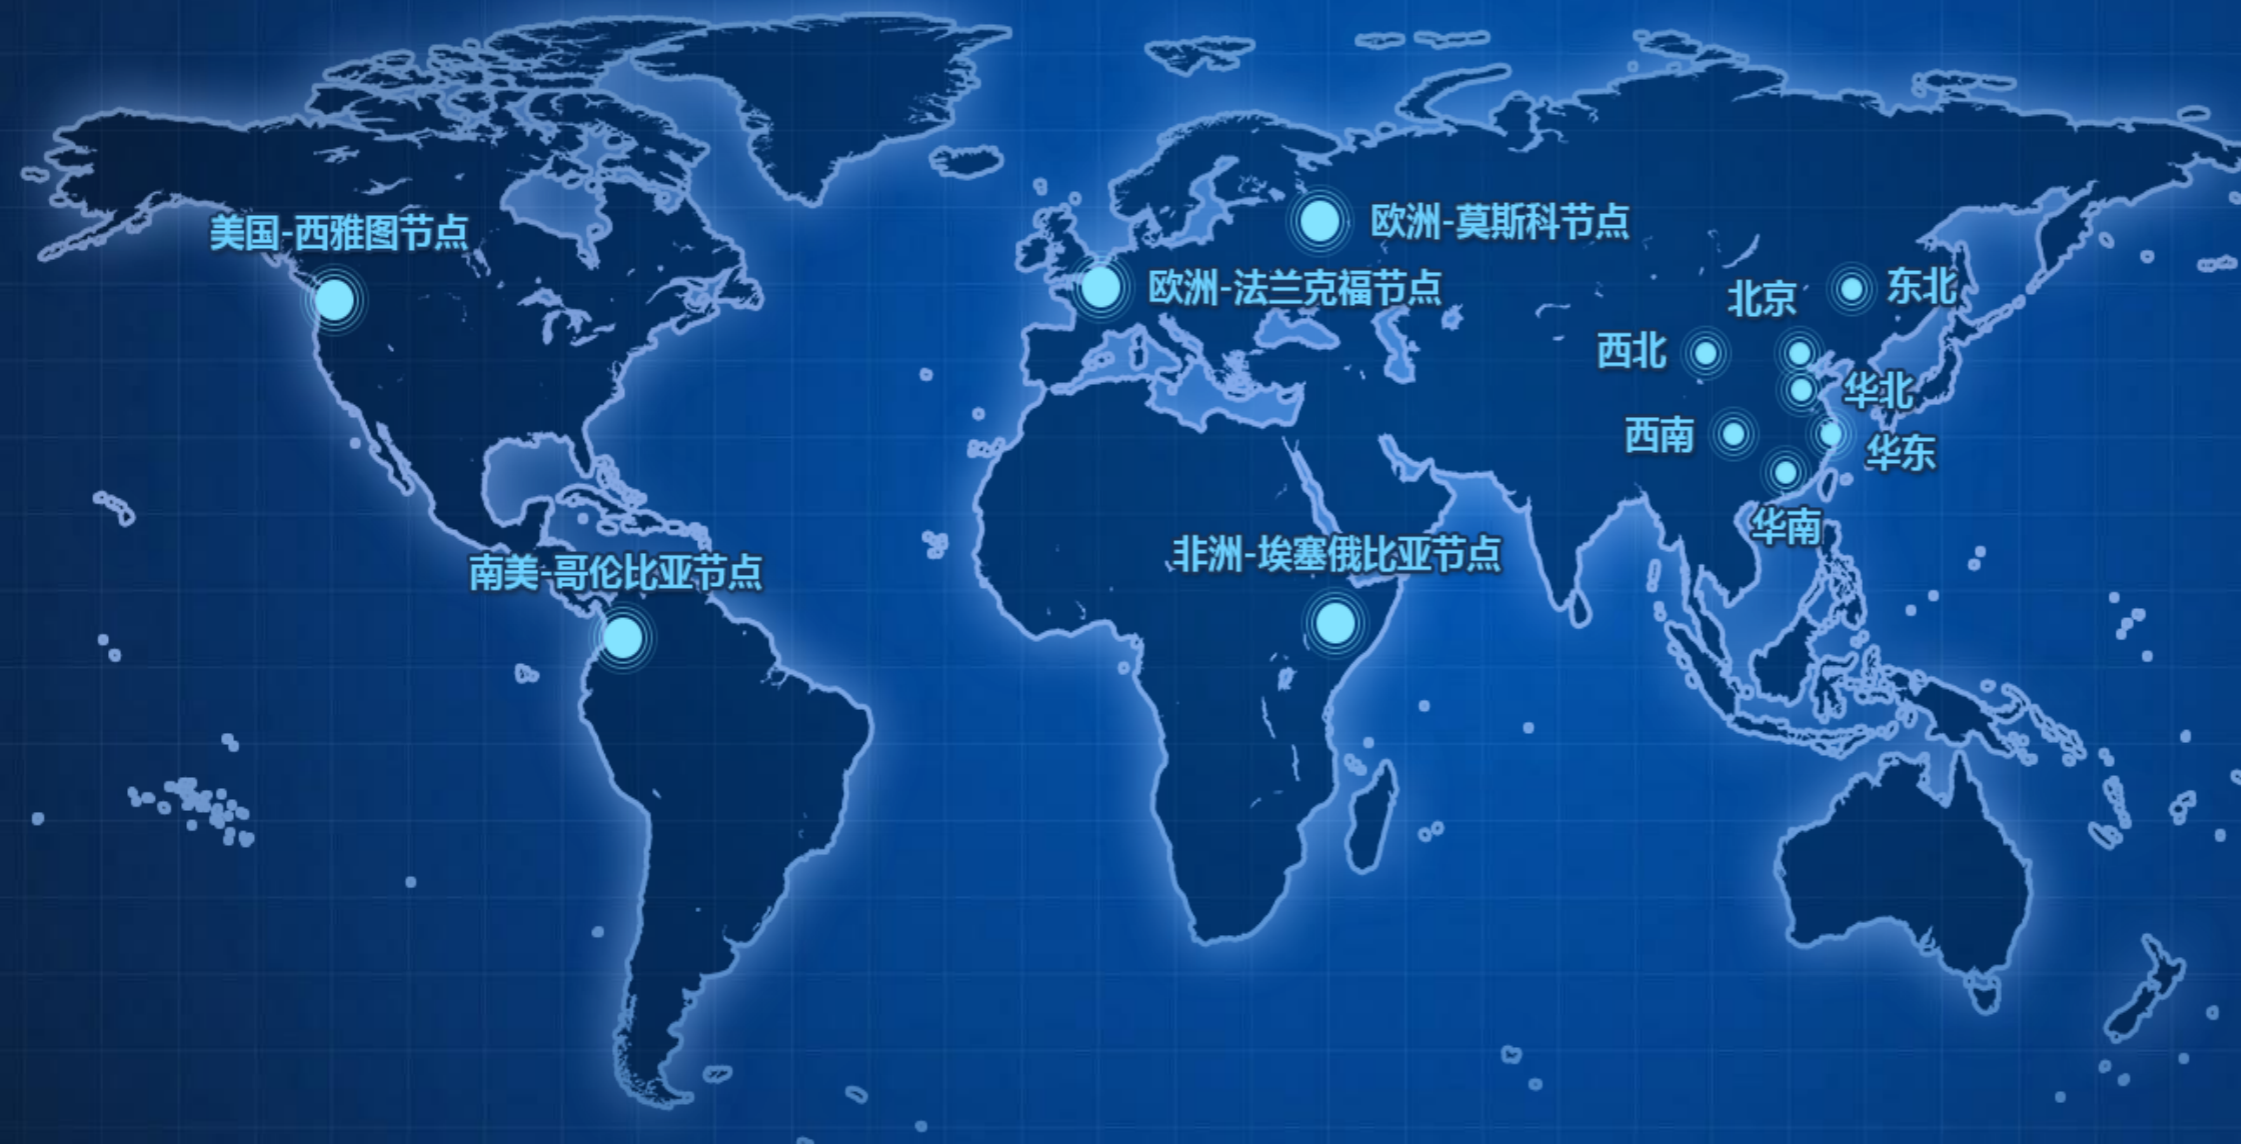 美国-西雅图节点
欧洲-莫斯科节点
欧洲-法兰克福节点
东北
北京
西北
华北
西南
华东
华南
非洲-埃塞俄比亚节点
南美-哥伦比亚节点